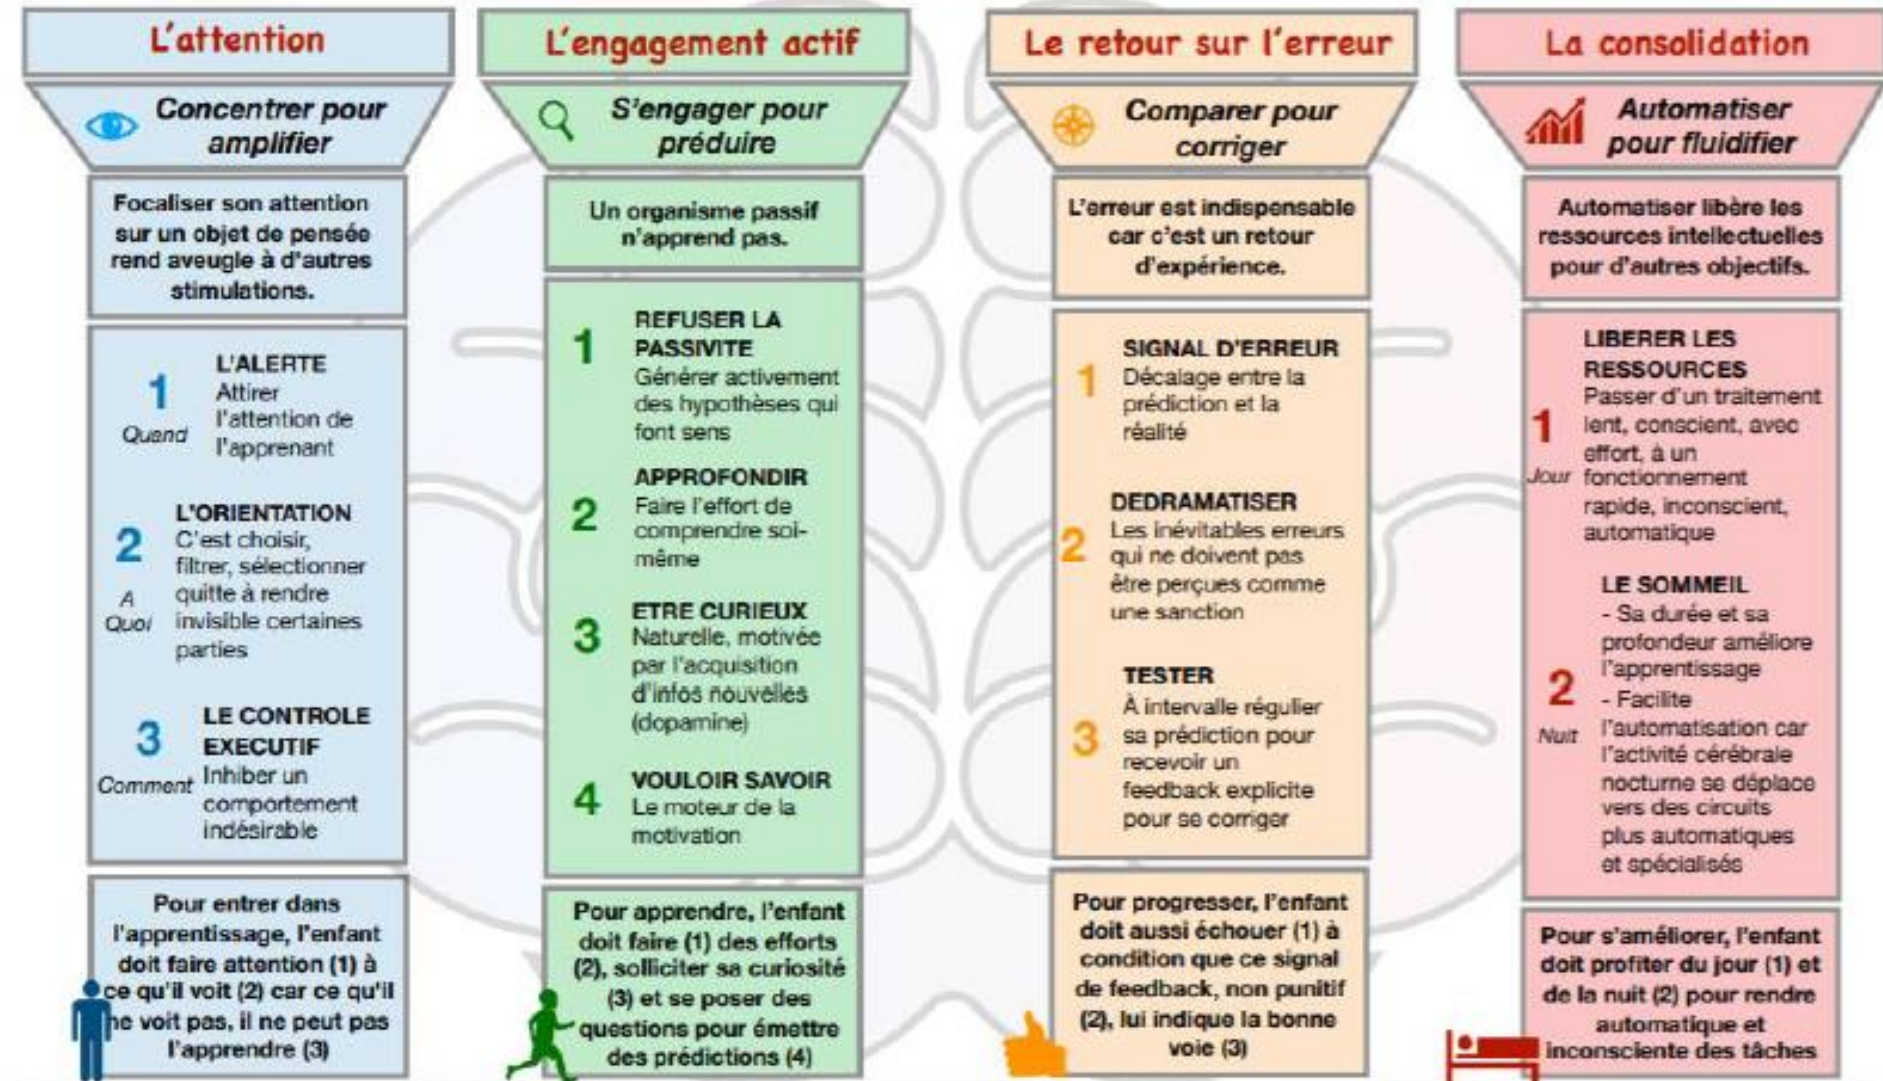 L'attention
Concentrer pour
amplifier
Focaliser son attention
sur un objet de pensée
rend aveugle à d'autres
stimulations.
1
Quand
L'ALERTE
Attirer
l'attention de
l'apprenant
2
A
Quoi
L'ORIENTATION
C'est choisir,
filtrer, sélectionner
quitte à rendre
invisible certaines
parties
3
Comment
LE CONTROLE
EXECUTIF
Inhiber un
comportement
indésirable
Pour entrer dans
l'apprentissage, l'enfant
doit faire attention (1) à
ce qu'il voit (2) car ce qu'il
ne voit pas, il ne peut pas
l'apprendre (3)
L'engagement actif
S'engager pour
préduire
Un organisme passif
n'apprend pas.
1
REFUSER LA
PASSIVITE
Générer activement
des hypothèses qui
font sens
2
APPROFONDIR
Faire l'effort de
comprendre soi-
même
3
ETRE CURIEUX
Naturelle, motivée
par l'acquisition
d'infos nouvelles
(dopamine)
4
VOULOIR SAVOIR
Le moteur de la
motivation
Pour apprendre, l'enfant
doit faire (1) des efforts
(2), solliciter sa curiosité
(3) et se poser des
questions pour émettre
des prédictions (4)
Le retour sur l'erreur
Comparer pour
corriger
L'erreur est indispensable
car c'est un retour
d'expérience.
1
SIGNAL D'ERREUR
Décalage entre la
prédiction et la
réalité
2
DEDRAMATISER
Les inévitables erreurs
qui ne doivent pas
être perçues comme
une sanction
3
TESTER
À intervalle régulier
sa prédiction pour
recevoir un
feedback explicite
pour se corriger
Pour progresser, l'enfant
doit aussi échouer (1) à
condition que ce signal
de feedback, non punitif
(2), lui indique la bonne
voie (3)
La consolidation
Automatiser
pour fluidifier
Automatiser libère les
ressources intellectuelles
pour d'autres objectifs.
1
Jour
LIBERER LES
RESSOURCES
Passer d'un traitement
lent, conscient, avec
effort, à un
fonctionnement
rapide, inconscient,
automatique
2
Nuit
LE SOMMEIL
- Sa durée et sa
profondeur améliore
l'apprentissage
- Facilite
l'automatisation car
l'activité cérébrale
nocturne se déplace
vers des circuits
plus automatiques
et spécialisés
Pour s'améliorer, l'enfant
doit profiter du jour (1) et
de la nuit (2) pour rendre
automatique et
inconsciente des tâches